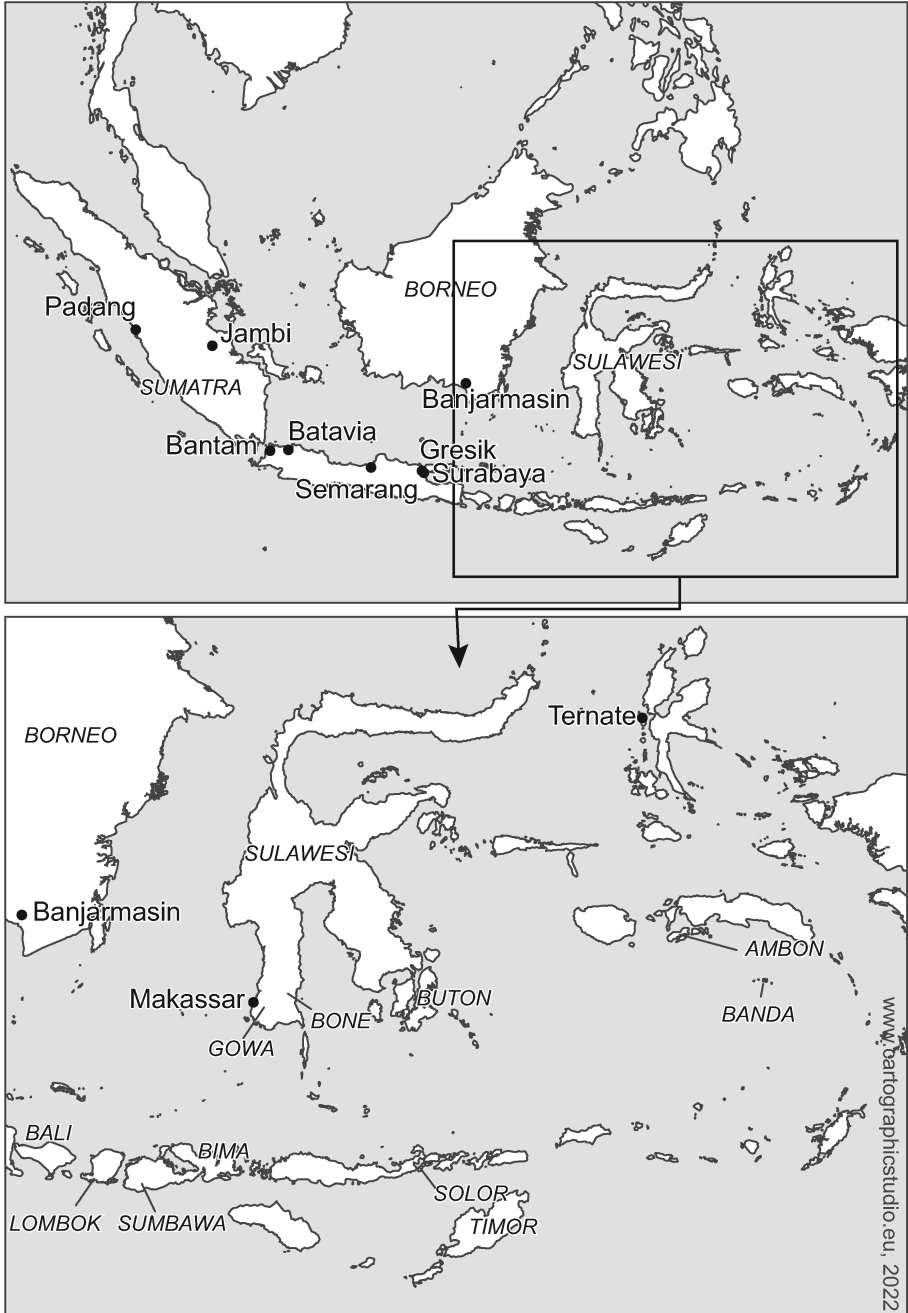 BORNEO
Padang
Jambi
SULAWESI
SUMATRA
Banjarmasin
Bantam
Batavia
Gresik
Surabaya
Semarang
Ternate
BORNEO
SULAWESI
Banjarmasin
AMBON
Makassar
BUTON
BANDA
BONE
GOWA
BALI
BIMA
SOLOR
LOMBOK
SUMBAWA
TIMOR
www.cartographicstudio.eu, 2022